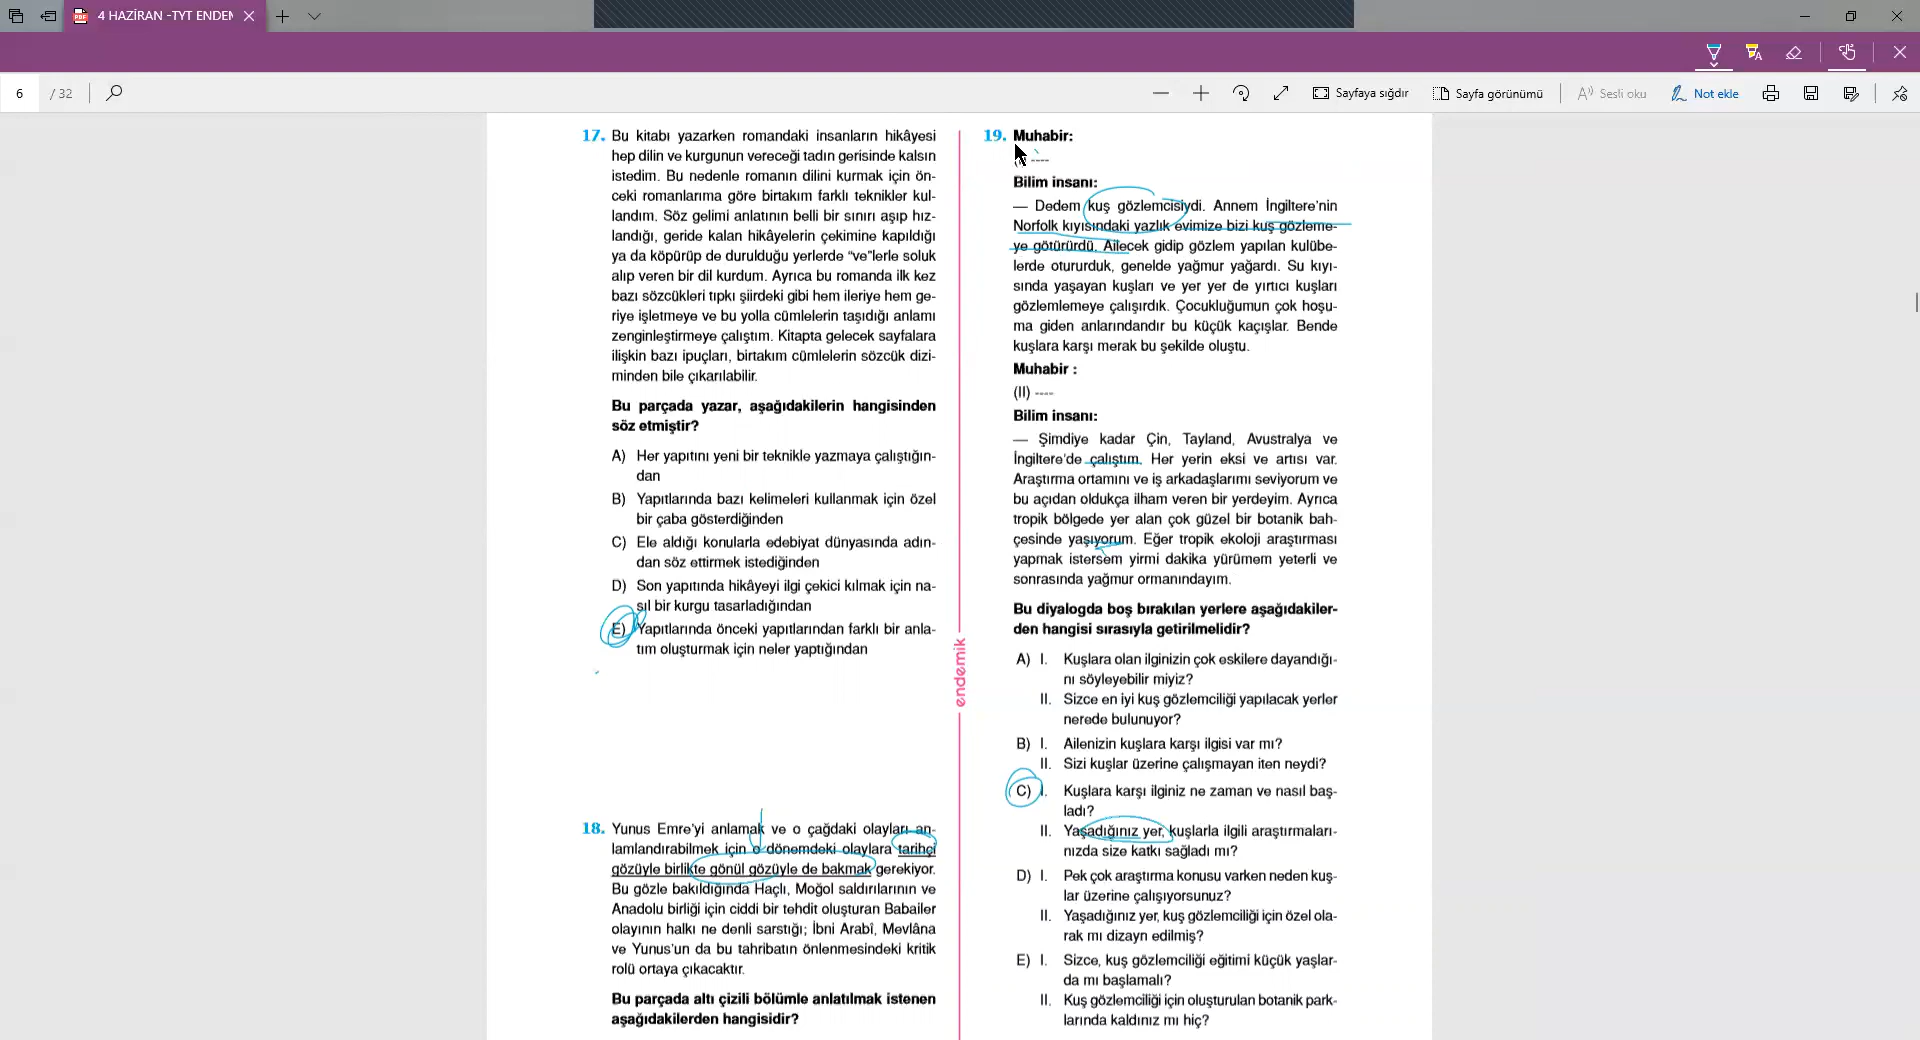 4 HAZİRAN -TYT ENDEM
6 / 32
Sayfaya sığdır
Sayfa görünümü
Sesli oku
Not ekle
17. Bu kitabı yazarken romandaki insanların hikâyesi
hep dilin ve kurgunun vereceği tadın gerisinde kalsın
istedim. Bu nedenle romanın dilini kurmak için ön-
ceki romanlarıma göre birtakım farklı teknikler kul-
landım. Söz gelimi anlatının belli bir sınırı aşıp hız-
landığı, geride kalan hikâyelerin çekimine kapıldığı
ya da köpürüp de durulduğu yerlerde “ve”lerle soluk
alıp veren bir dil kurdum. Ayrıca bu romanda ilk kez
bazı sözcükleri tıpkı şiirdeki gibi hem ileriye hem ge-
riye işletmeye ve bu yolla cümlelerin taşıdığı anlamı
zenginleştirmeye çalıştım. Kitapta gelecek sayfalara
ilişkin bazı ipuçları, birtakım cümlelerin sözcük dizi-
minden bile çıkarılabilir.
Bu parçada yazar, aşağıdakilerin hangisinden
söz etmiştir?
A) Her yapıtını yeni bir teknikle yazmaya çalıştığın-
dan
B) Yapıtlarında bazı kelimeleri kullanmak için özel
bir çaba gösterdiğinden
C) Ele aldığı konularla edebiyat dünyasında adın-
dan söz ettirmek istediğinden
D) Son yapıtında hikâyeyi ilgi çekici kılmak için na-
sıl bir kurgu tasarladığından
E) Yapıtlarında önceki yapıtlarından farklı bir anla-
tım oluşturmak için neler yaptığından
18. Yunus Emre’yi anlamak ve o çağdaki olayları an-
lamlandırabilmek için o dönemdeki olaylara tarihçi
gözüyle birlikte gönül gözüyle de bakmak gerekiyor.
Bu gözle bakıldığında Haçlı, Moğol saldırılarının ve
Anadolu birliği için ciddi bir tehdit oluşturan Babailer
olayının halkı ne denli sarstığı; İbni Arabî, Mevlâna
ve Yunus’un da bu tahribatın önlenmesindeki kritik
rolü ortaya çıkacaktır.
Bu parçada altı çizili bölümle anlatılmak istenen
aşağıdakilerden hangisidir?
endemik
19. Muhabir:
----
Bilim insanı:
— Dedem kuş gözlemcisiydi. Annem İngiltere’nin
Norfolk kıyısındaki yazlık evimize bizi kuş gözleme-
ye götürürdü. Ailecek gidip gözlem yapılan kulübe-
lerde otururduk, genelde yağmur yağardı. Su kıyı-
sında yaşayan kuşları ve yer yer de yırtıcı kuşları
gözlemlemeye çalışırdık. Çocukluğumun çok hoşu-
ma giden anlarındandır bu küçük kaçışlar. Bende
kuşlara karşı merak bu şekilde oluştu.
Muhabir :
(II) ----
Bilim insanı:
— Şimdiye kadar Çin, Tayland, Avustralya ve
İngiltere’de çalıştım. Her yerin eksi ve artısı var.
Araştırma ortamını ve iş arkadaşlarımı seviyorum ve
bu açıdan oldukça ilham veren bir yerdeyim. Ayrıca
tropik bölgede yer alan çok güzel bir botanik bah-
çesinde yaşıyorum. Eğer tropik ekoloji araştırması
yapmak istersem yirmi dakika yürümem yeterli ve
sonrasında yağmur ormanındayım.
Bu diyalogda boş bırakılan yerlere aşağıdakiler-
den hangisi sırasıyla getirilmelidir?
A) I. Kuşlara olan ilginizin çok eskilere dayandığı-
nı söyleyebilir miyiz?
II. Sizce en iyi kuş gözlemciliği yapılacak yerler
nerede bulunuyor?
B) I. Ailenizin kuşlara karşı ilgisi var mı?
II. Sizi kuşlar üzerine çalışmayan iten neydi?
C) I. Kuşlara karşı ilginiz ne zaman ve nasıl baş-
ladı?
II. Yaşadığınız yer, kuşlarla ilgili araştırmaları-
nızda size katkı sağladı mı?
D) I. Pek çok araştırma konusu varken neden kuş-
lar üzerine çalışıyorsunuz?
II. Yaşadığınız yer, kuş gözlemciliği için özel ola-
rak mı dizayn edilmiş?
E) I. Sizce, kuş gözlemciliği eğitimi küçük yaşlar-
da mı başlamalı?
II. Kuş gözlemciliği için oluşturulan botanik park-
larında kaldınız mı hiç?